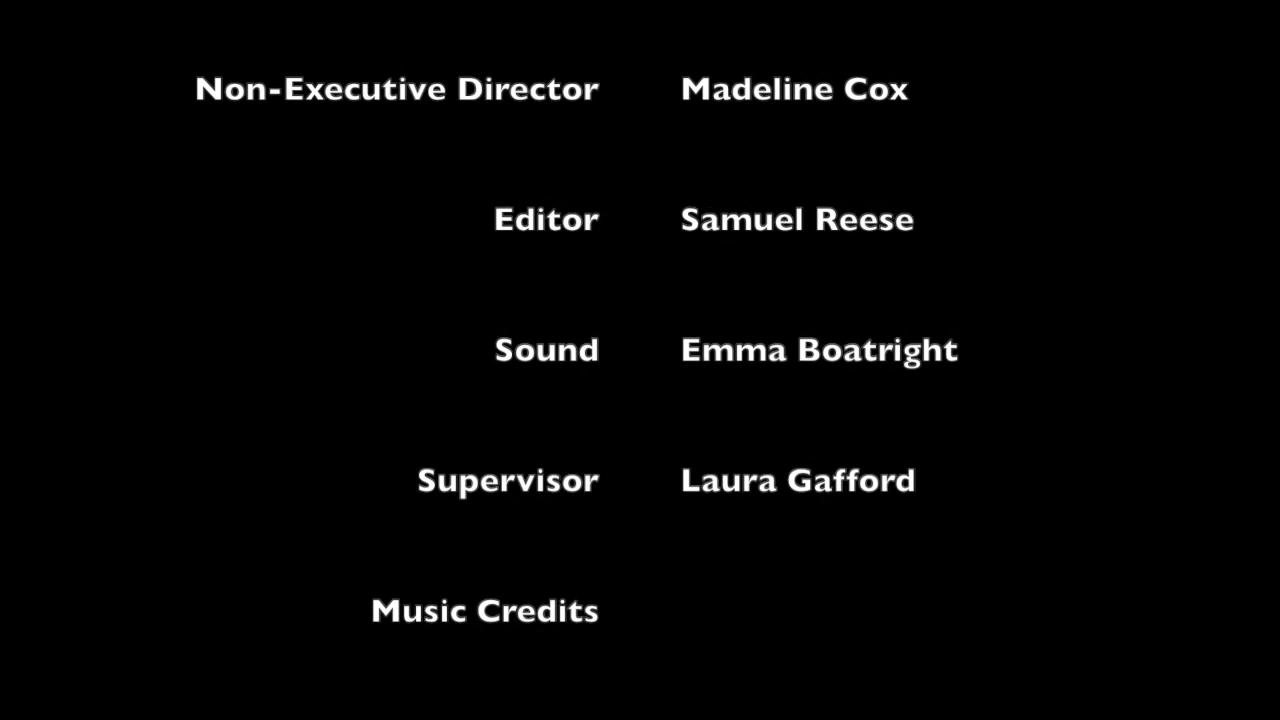 Non-Executive Director Madeline Cox
Editor Samuel Reese
Sound Emma Boatright
Supervisor Laura Gafford
Music Credits